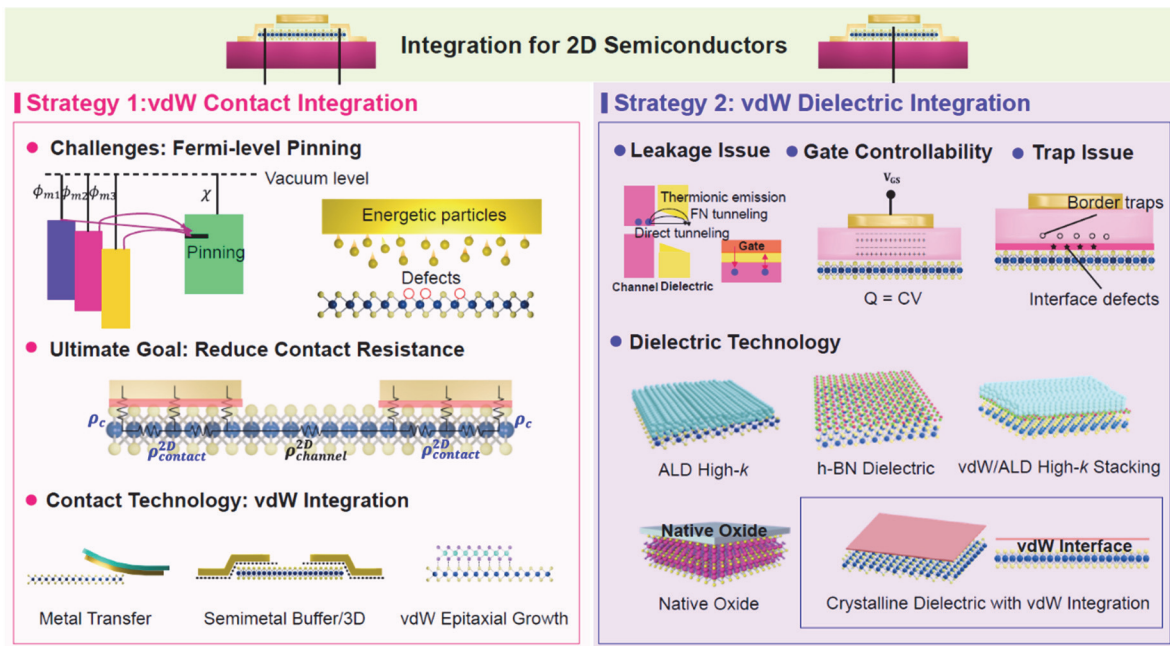 Integration for 2D Semiconductors
Strategy 1:vdW Contact Integration
Challenges: Fermi-level Pinning
ϕm1 ϕm2 ϕm3
Vacuum level
χ
Pinning
Energetic particles
Defects
Ultimate Goal: Reduce Contact Resistance
ρc
ρ2Dcontact
ρ2Dchannel
ρ2Dcontact
ρc
Contact Technology: vdW Integration
Metal Transfer
Semimetal Buffer/3D
vdW Epitaxial Growth
Strategy 2: vdW Dielectric Integration
Leakage Issue
Gate Controllability
Trap Issue
Thermionic emission
FN tunneling
Direct tunneling
Gate
Channel Dielectric
VGS
Q = CV
Border traps
Interface defects
Dielectric Technology
ALD High-k
h-BN Dielectric
vdW/ALD High-k Stacking
Native Oxide
Native Oxide
vdW Interface
Crystalline Dielectric with vdW Integration